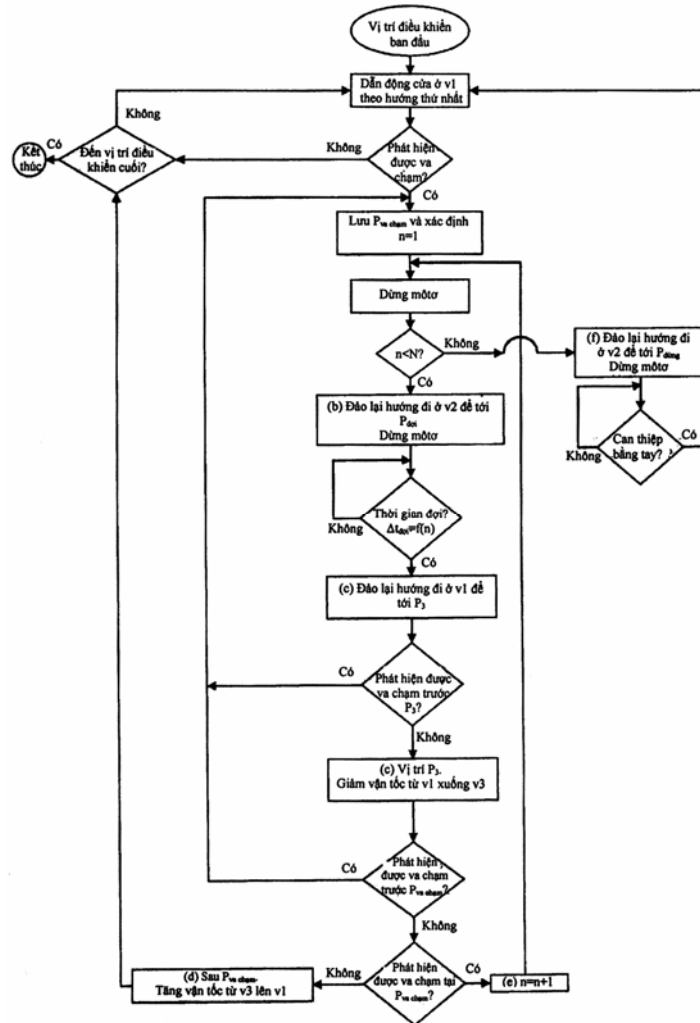 Vị trí điều khiển
ban đầu
Dẫn động cửa ở v1
theo hướng thứ nhất
Không
Kết
thúc
Có
Đến vị trí điều
khiển cuối?
Không
Phát hiện
được va
chạm?
Có
Lưu Pva chạm và xác định
n=1
Dừng môtơ
n<N?
Không
Có
(f) Đảo lại hướng đi
ở v2 để tới Pdừng
Dừng môtơ
Can thiệp
bằng tay?
Không
Có
(b) Đảo lại hướng đi ở v2 để tới
Pđợi
Dừng môtơ
Thời gian đợi?
Δtđợi=f(n)
Không
Có
(c) Đảo lại hướng đi ở v1 để
tới P3
Có
Phát hiện được
va chạm trước
P3?
Không
(c) Vị trí P3.
Giảm vận tốc từ v1 xuống v3
Có
Phát hiện
được va chạm
trước Pva chạm?
Không
(d) Sau Pva chạm.
Tăng vận tốc từ v3 lên v1
Không
Phát hiện
được va chạm tại
Pva chạm?
Có
(e) n=n+1